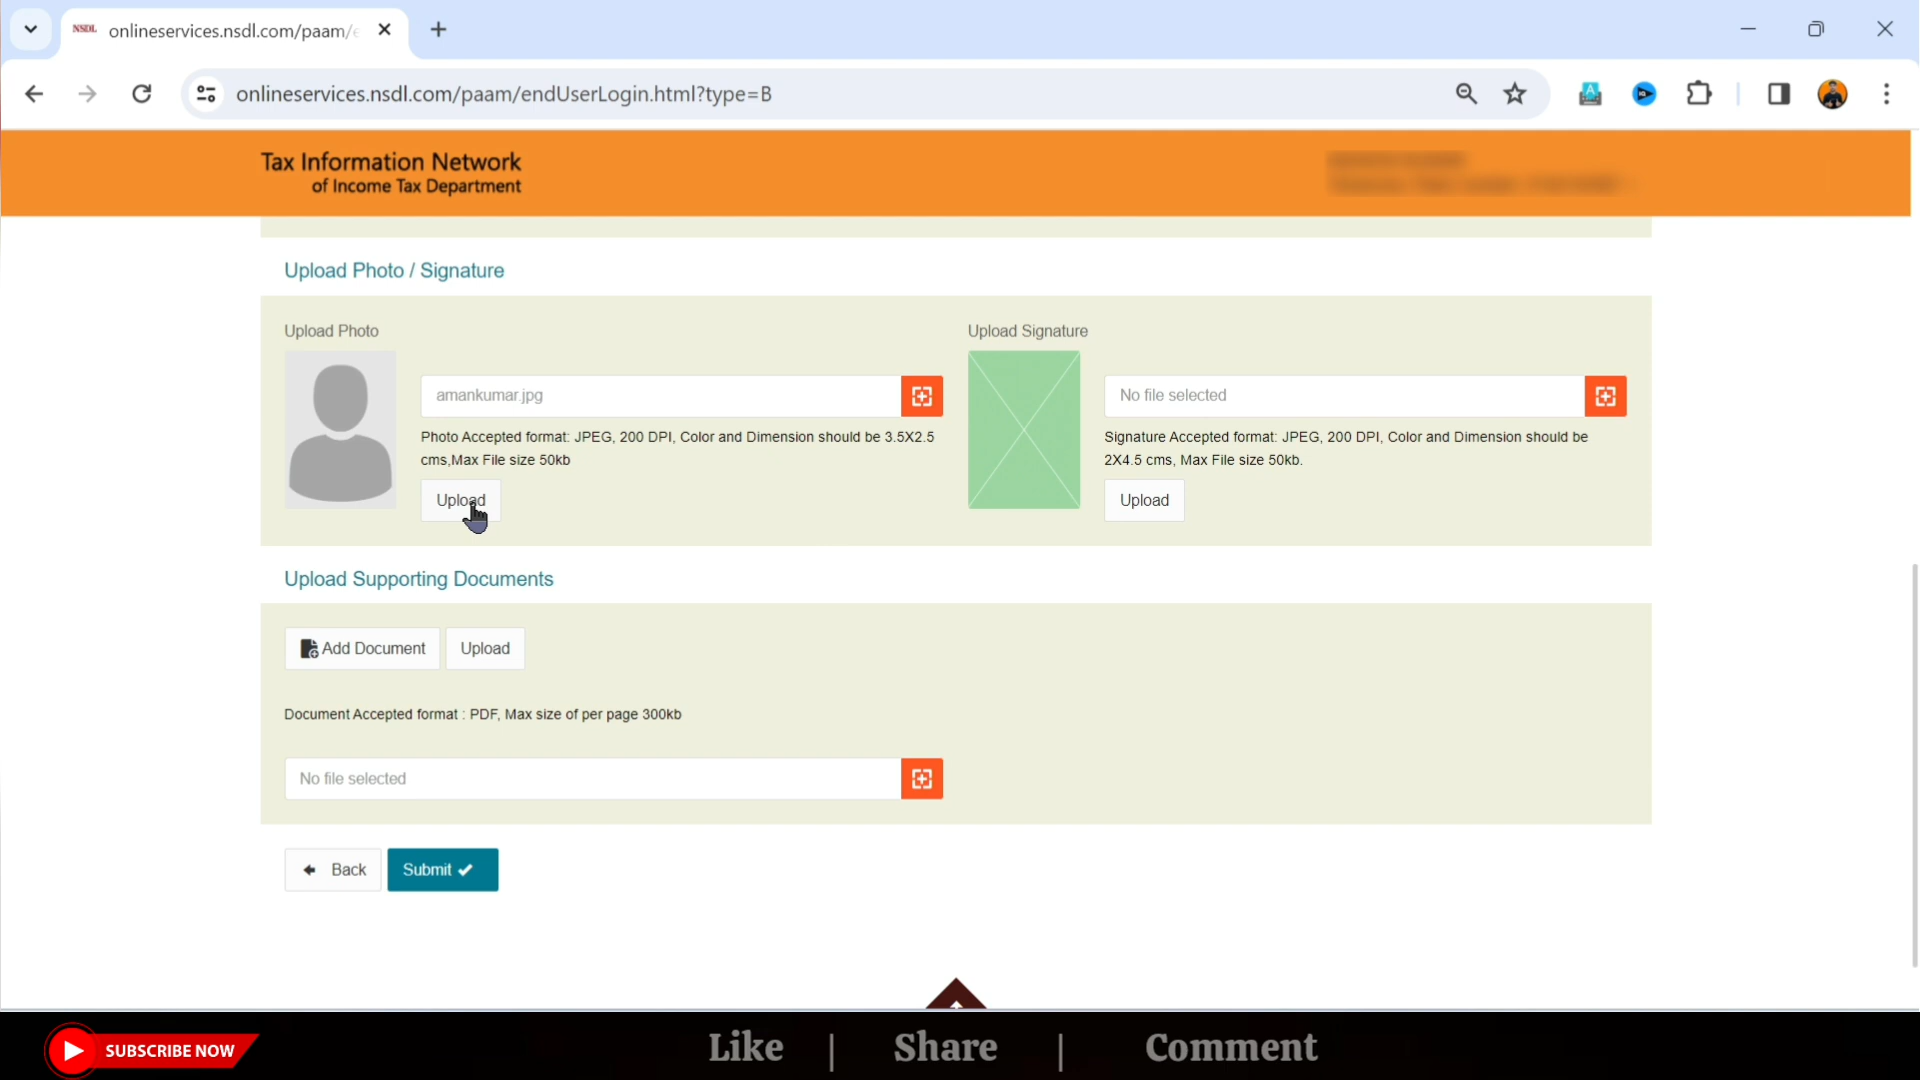 NSDL onlineservices.nsdl.com/paam/e
onlineservices.nsdl.com/paam/endUserLogin.html?type=B
Tax Information Network
of Income Tax Department
Upload Photo / Signature
Upload Photo
Upload Signature
amankumar.jpg
No file selected
Photo Accepted format: JPEG, 200 DPI, Color and Dimension should be 3.5X2.5
cms,Max File size 50kb
Signature Accepted format: JPEG, 200 DPI, Color and Dimension should be
2X4.5 cms, Max File size 50kb.
Upload
Upload
Upload Supporting Documents
Add Document Upload
Document Accepted format : PDF, Max size of per page 300kb
No file selected
Back Submit
SUBSCRIBE NOW
Like | Share | Comment